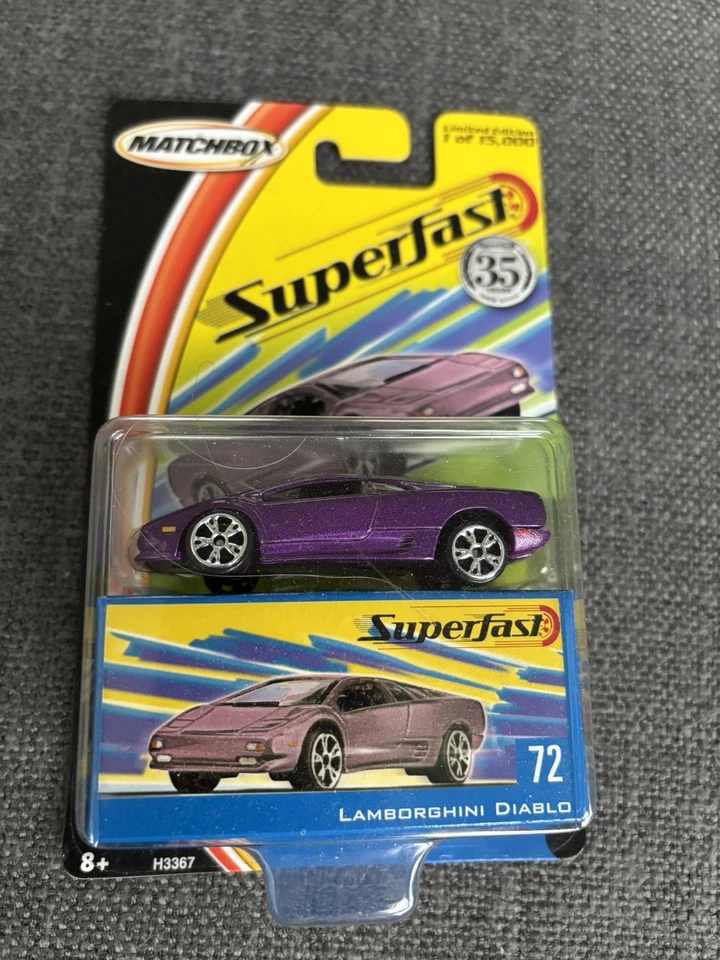 MATCHBOX
Limited Edition
1 of 15,000
Superfast
35
Superfast
72
LAMBORGHINI DIABLO
8+
H3367